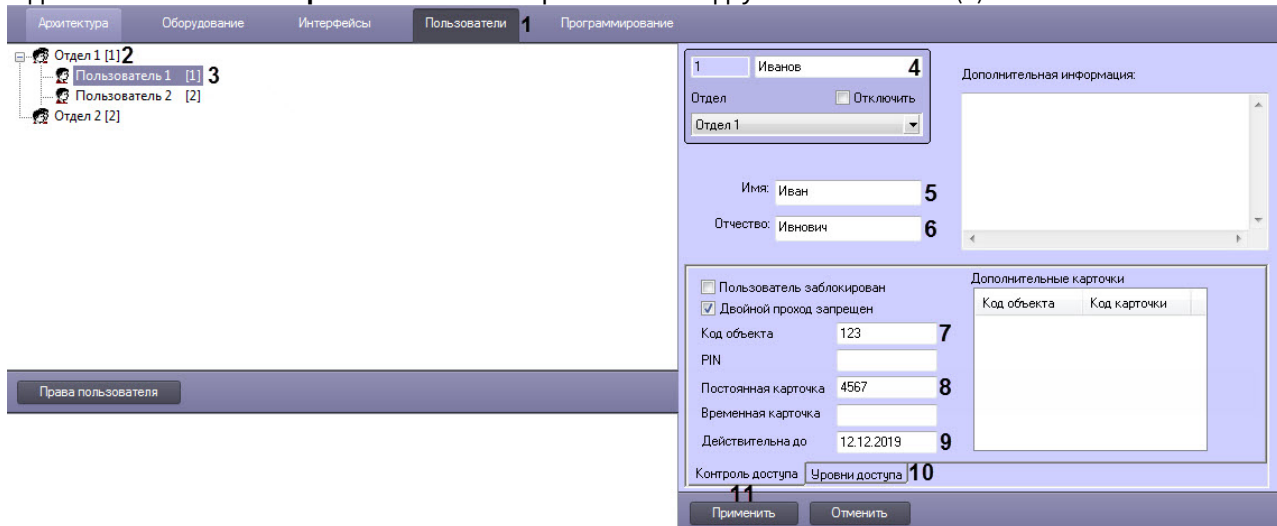 Архитектура Оборудование Интерфейсы Пользователи 1 Программирование
Отдел 1 [1] 2
Пользователь 1 [1] 3
Пользователь 2 [2]
Отдел 2 [2]
Права пользователя
1 Иванов 4
Отдел Отключить
Отдел 1
Имя: Иван 5
Отчество: Ивнович 6
Дополнительная информация:
Пользователь заблокирован
Двойной проход запрещен
Код объекта 123 7
PIN
Постоянная карточка 4567 8
Временная карточка
Действительна до 12.12.2019 9
Дополнительные карточки
Код объекта Код карточки
Контроль доступа Уровни доступа 10
11
Применить Отменить